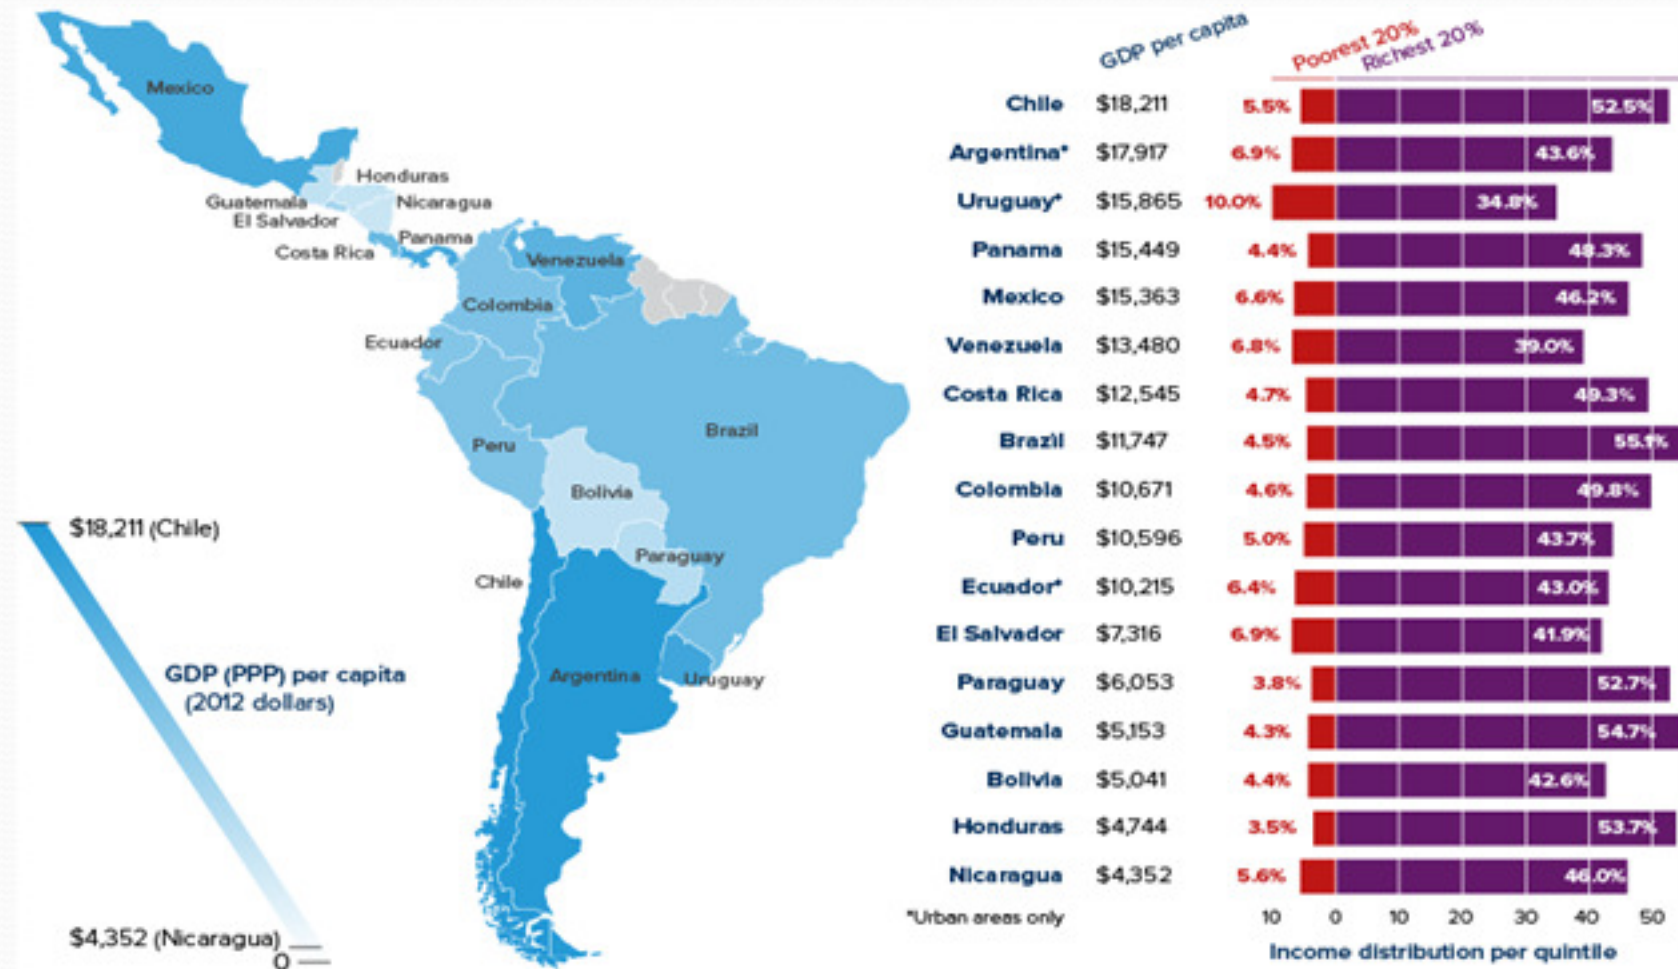 GDP per capita
Poorest 20%
Richest 20%
Mexico
Honduras
Guatemala
Nicaragua
El Salvador
Panama
Costa Rica
Venezuela
Colombia
Ecuador
Brazil
Peru
Bolivia
Paraguay
Chile
Argentina
Uruguay
$18,211 (Chile)
GDP (PPP) per capita
(2012 dollars)
$4,352 (Nicaragua)
0
Chile $18,211 5.5% 52.5%
Argentina* $17,917 6.9% 43.6%
Uruguay* $15,865 10.0% 34.8%
Panama $15,449 4.4% 48.3%
Mexico $15,363 6.6% 46.2%
Venezuela $13,480 6.8% 39.0%
Costa Rica $12,545 4.7% 49.3%
Brazil $11,747 4.5% 55.1%
Colombia $10,671 4.6% 49.8%
Peru $10,596 5.0% 43.7%
Ecuador* $10,215 6.4% 43.0%
El Salvador $7,316 6.9% 41.9%
Paraguay $6,053 3.8% 52.7%
Guatemala $5,153 4.3% 54.7%
Bolivia $5,041 4.4% 42.6%
Honduras $4,744 3.5% 53.7%
Nicaragua $4,352 5.6% 46.0%
*Urban areas only 10 0 10 20 30 40 50
Income distribution per quintile